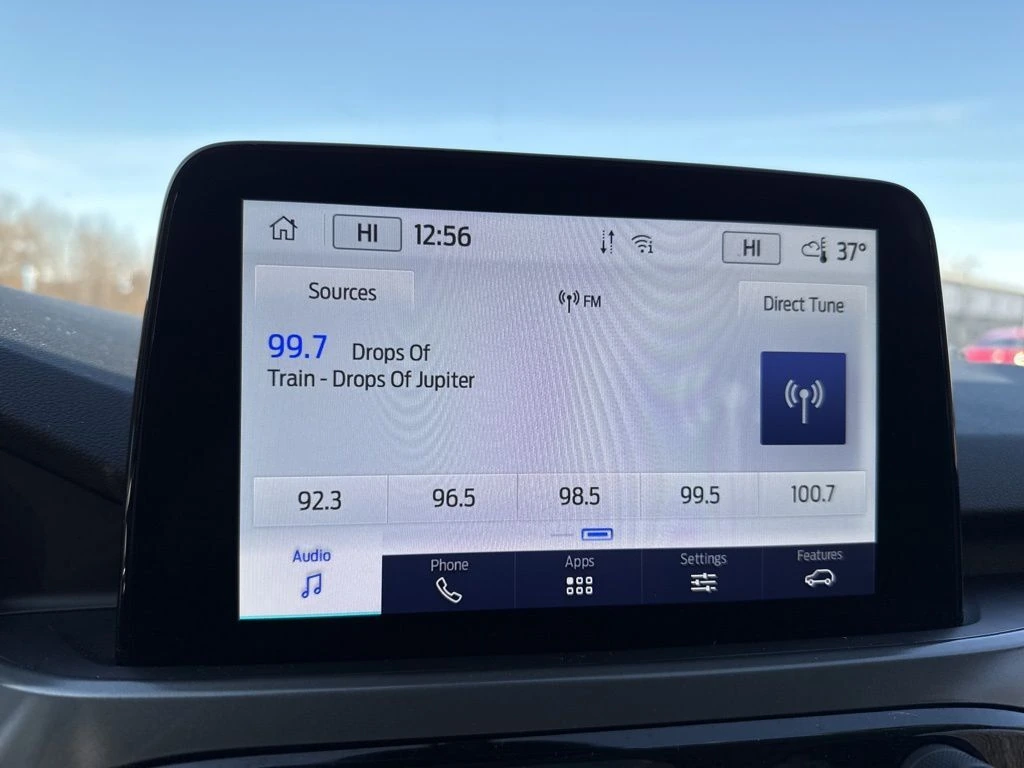 HI 12:56 HI 37°
Sources FM Direct Tune
99.7 Drops Of
Train - Drops Of Jupiter
92.3 96.5 98.5 99.5 100.7
Audio Phone Apps Settings Features